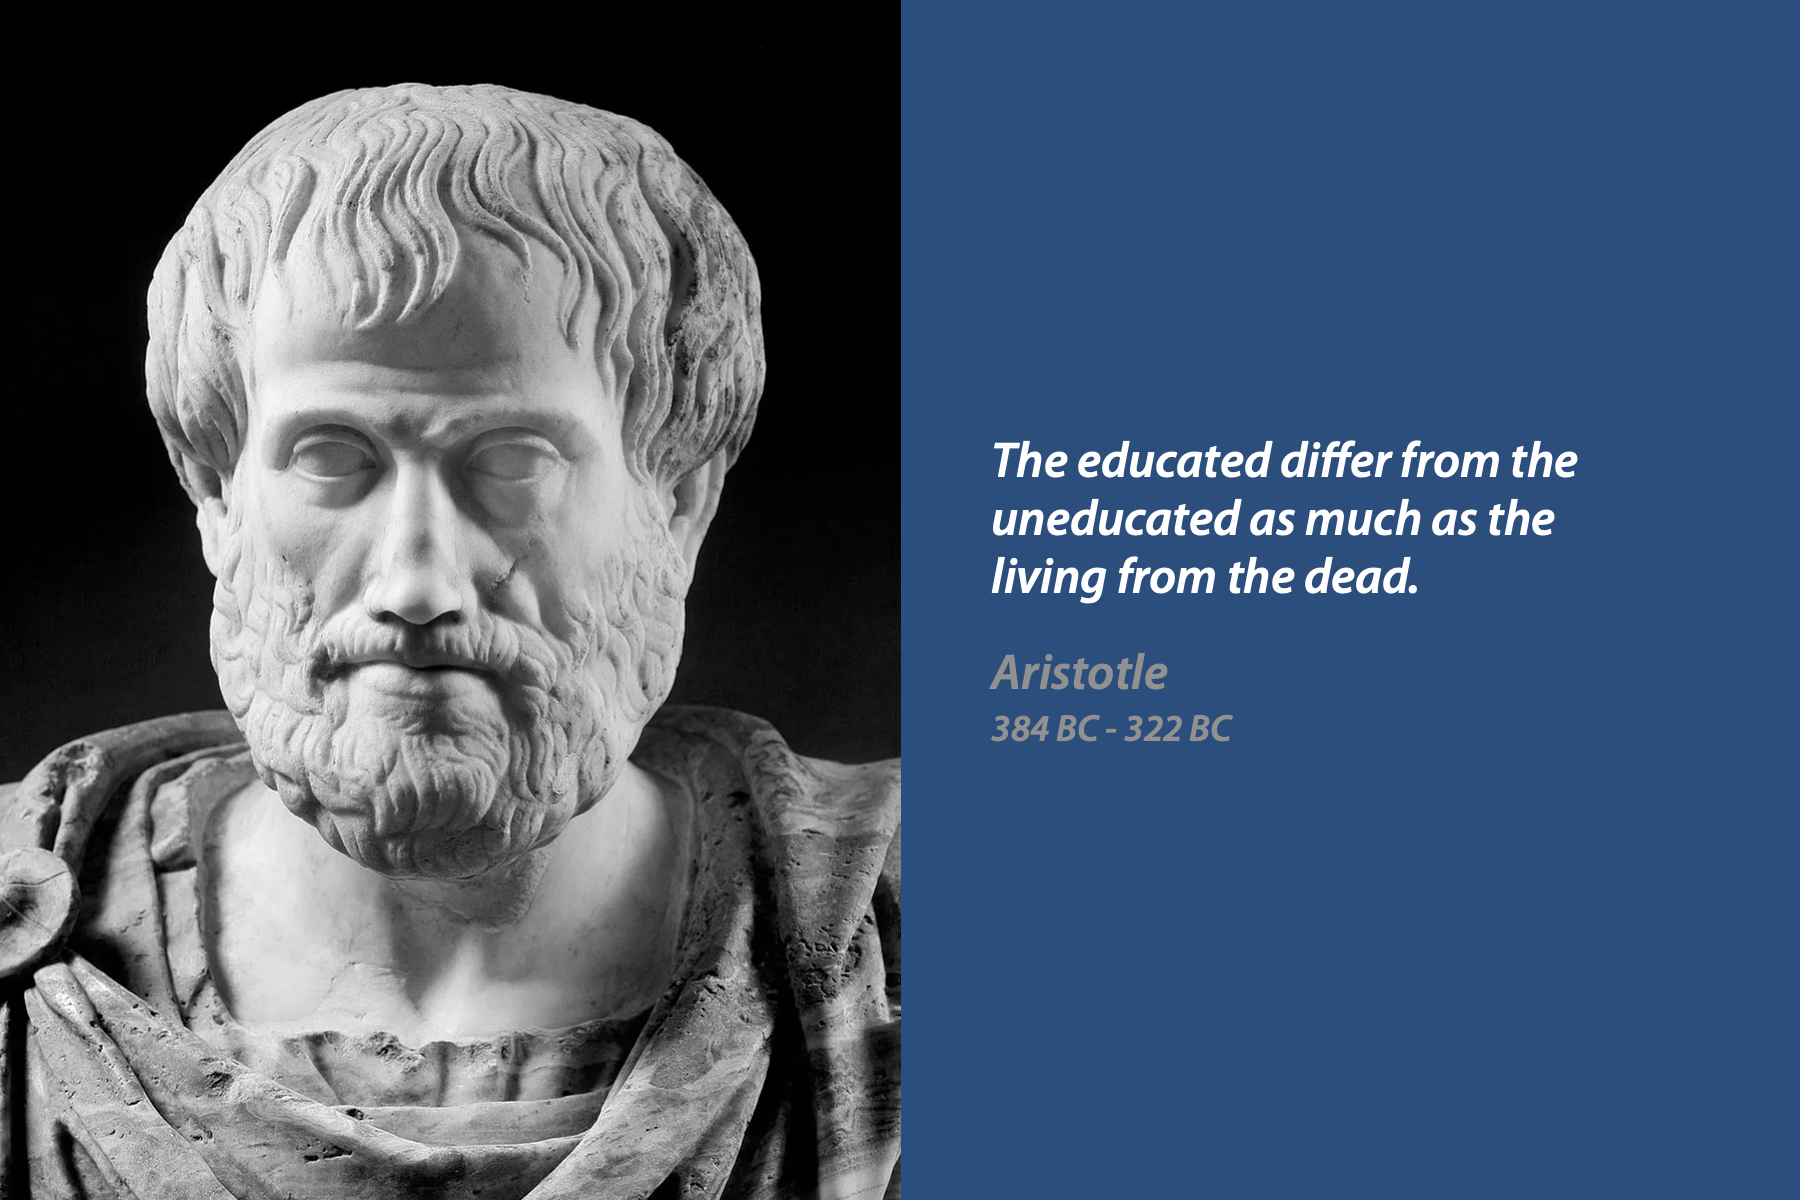 The educated differ from the
uneducated as much as the
living from the dead.
Aristotle
384 BC - 322 BC